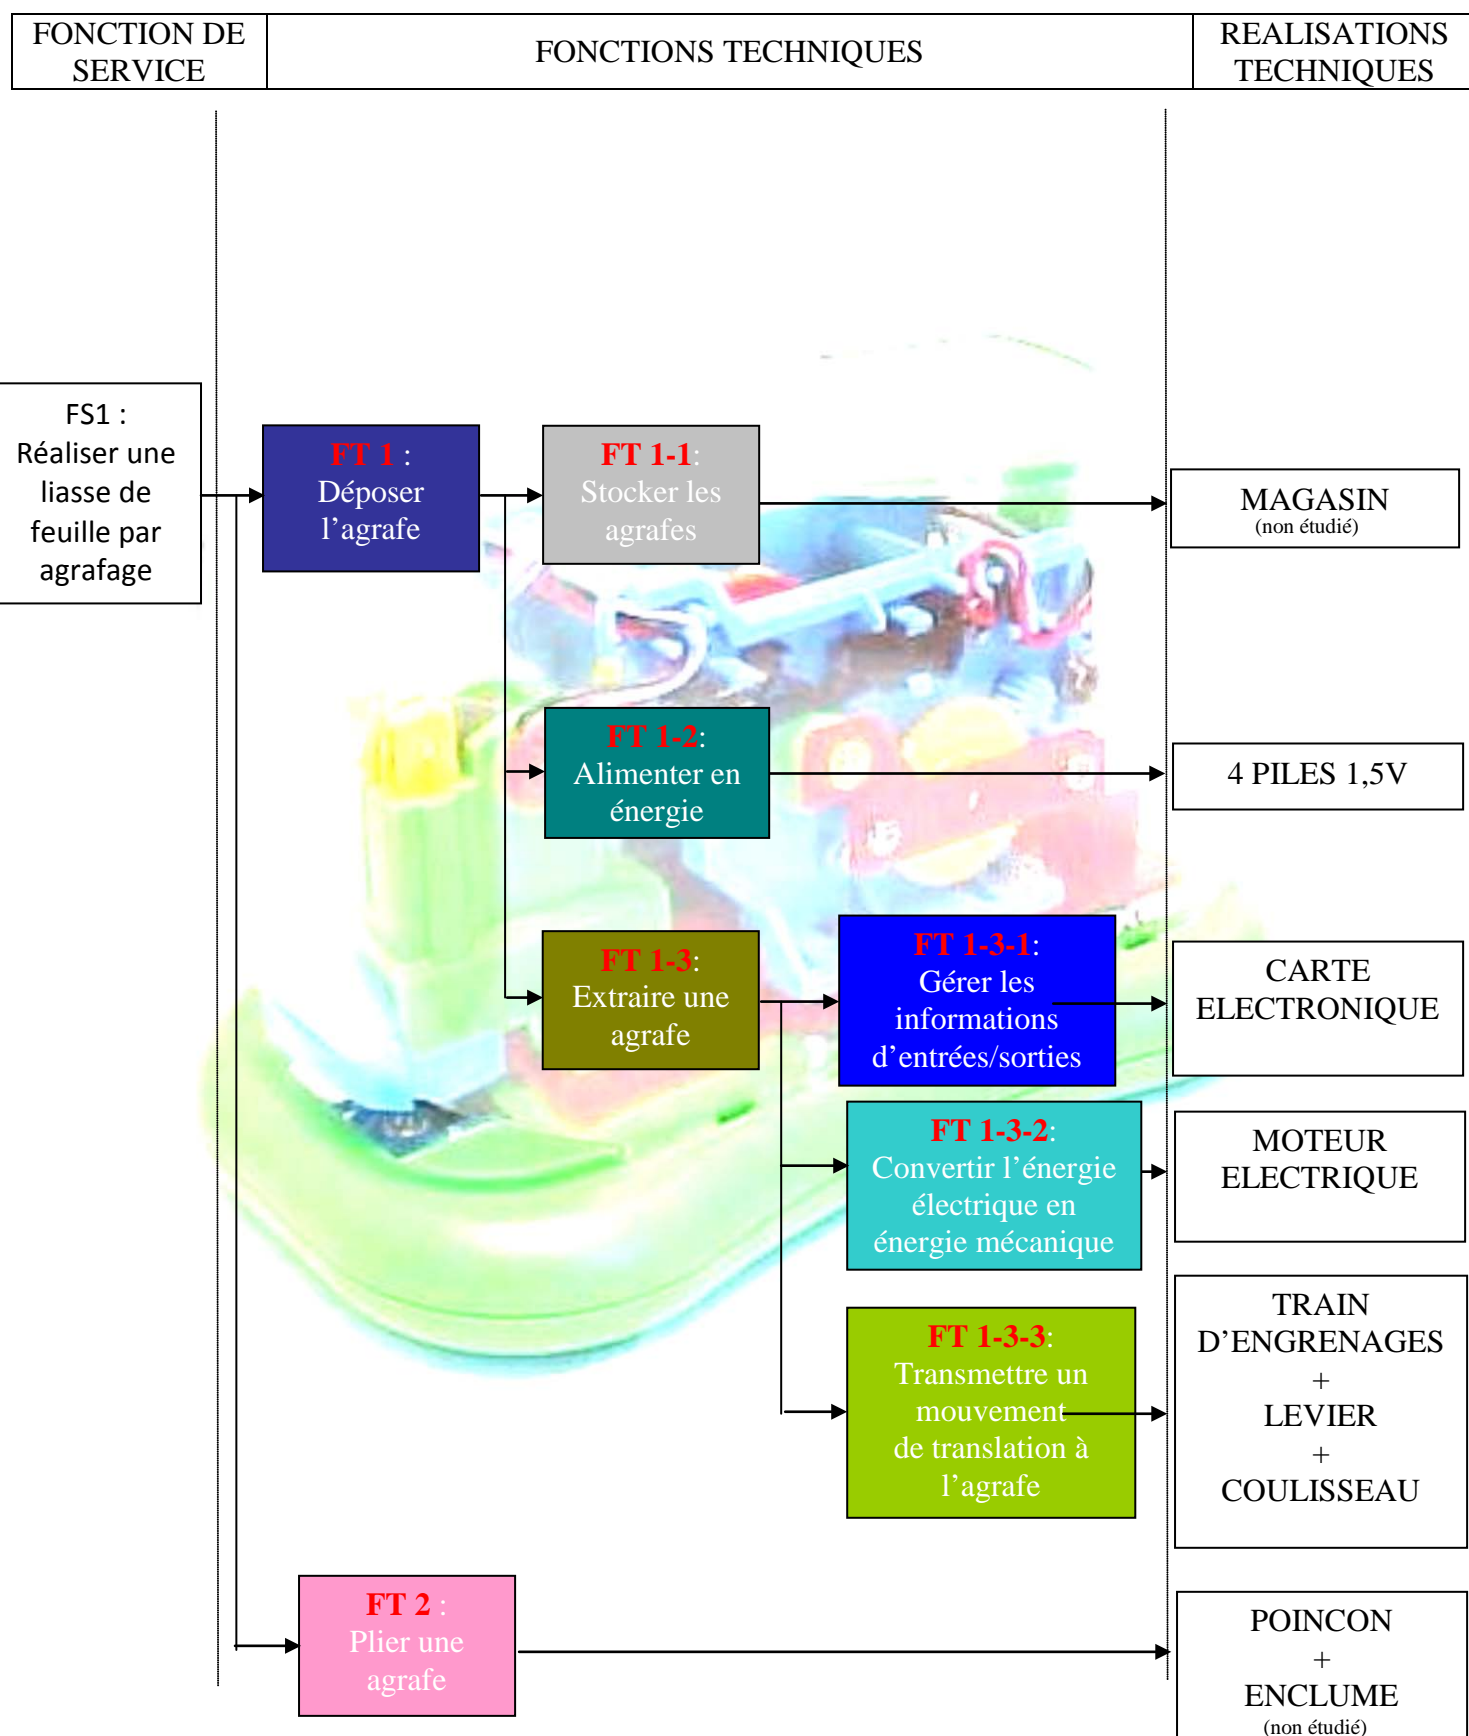 FONCTION DE
SERVICE
FONCTIONS TECHNIQUES
REALISATIONS
TECHNIQUES
FS1 :
Réaliser une
liasse de
feuille par
agrafage
FT 1 :
Déposer
l’agrafe
FT 1-1:
Stocker les
agrafes
MAGASIN
(non étudié)
FT 1-2:
Alimenter en
énergie
4 PILES 1,5V
FT 1-3:
Extraire une
agrafe
FT 1-3-1:
Gérer les
informations
d’entrées/sorties
CARTE
ELECTRONIQUE
FT 1-3-2:
Convertir l’énergie
électrique en
énergie mécanique
MOTEUR
ELECTRIQUE
FT 1-3-3:
Transmettre un
mouvement
de translation à
l’agrafe
TRAIN
D’ENGRENAGES
+
LEVIER
+
COULISSEAU
FT 2 :
Plier une
agrafe
POINCON
+
ENCLUME
(non étudié)